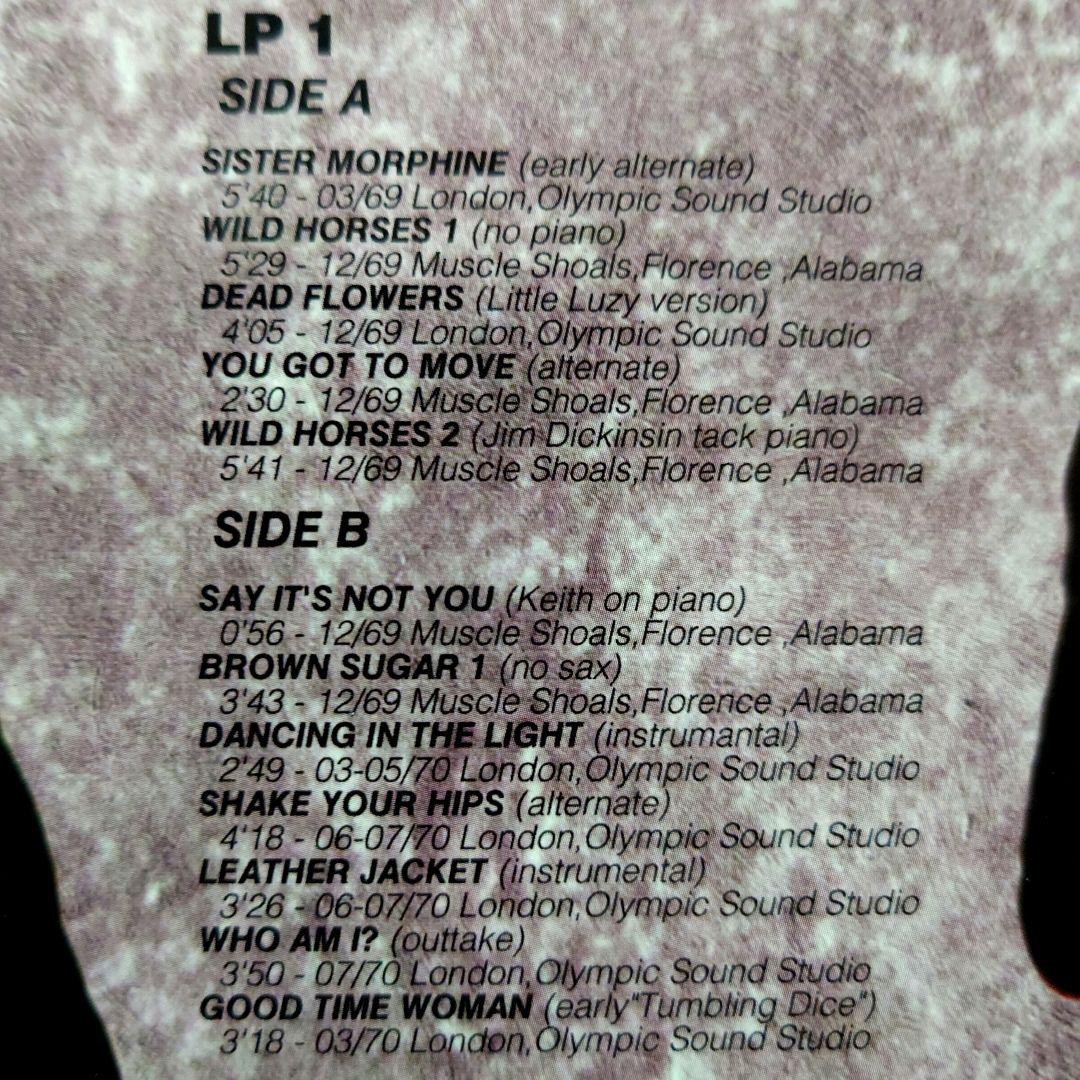 LP 1
SIDE A
SISTER MORPHINE (early alternate)
5'40 - 03/69 London,Olympic Sound Studio
WILD HORSES 1 (no piano)
5'29 - 12/69 Muscle Shoals,Florence ,Alabama
DEAD FLOWERS (Little Luzy version)
4'05 - 12/69 London,Olympic Sound Studio
YOU GOT TO MOVE (alternate)
2'30 - 12/69 Muscle Shoals,Florence ,Alabama
WILD HORSES 2 (Jim Dickinsin tack piano)
5'41 - 12/69 Muscle Shoals,Florence ,Alabama
SIDE B
SAY IT'S NOT YOU (Keith on piano)
0'56 - 12/69 Muscle Shoals,Florence ,Alabama
BROWN SUGAR 1 (no sax)
3'43 - 12/69 Muscle Shoals,Florence ,Alabama
DANCING IN THE LIGHT (instrumantal)
2'49 - 03-05/70 London,Olympic Sound Studio
SHAKE YOUR HIPS (alternate)
4'18 - 06-07/70 London,Olympic Sound Studio
LEATHER JACKET (instrumental)
3'26 - 06-07/70 London,Olympic Sound Studio
WHO AM I? (outtake)
3'50 - 07/70 London,Olympic Sound Studio
GOOD TIME WOMAN (early"Tumbling Dice")
3'18 - 03/70 London,Olympic Sound Studio